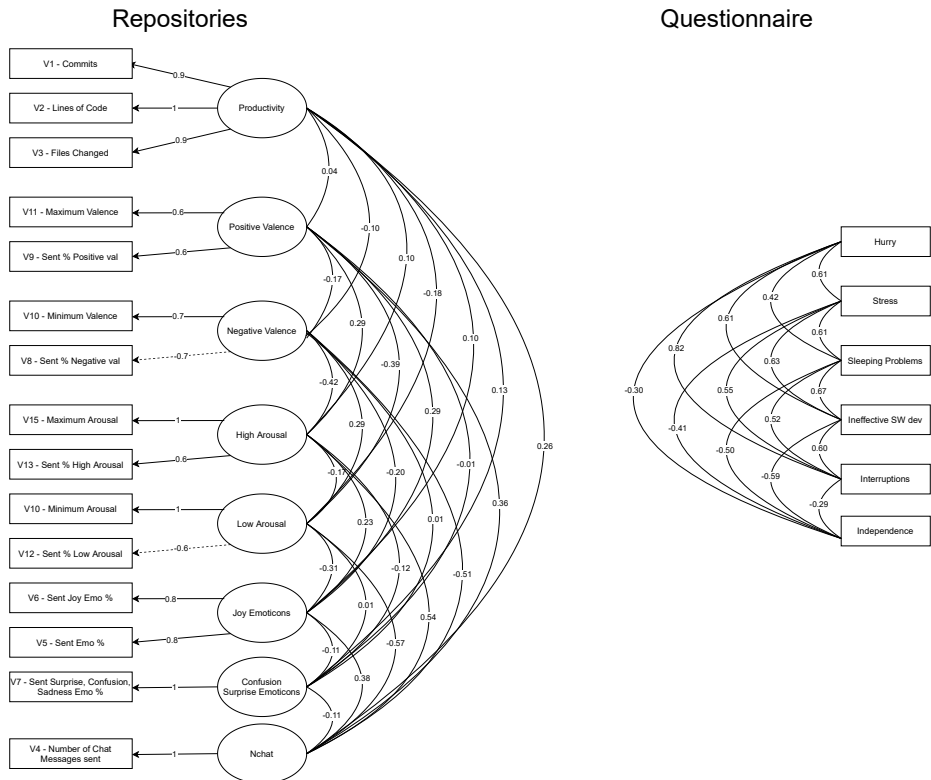 Repositories
Questionnaire
V1 - Commits
0.9
V2 - Lines of Code
1
Productivity
V3 - Files Changed
0.9
0.04
V11 - Maximum Valence
0.6
Positive Valence
-0.10
V9 - Sent % Positive val
0.6
0.10
-0.17
-0.18
V10 - Minimum Valence
0.7
Negative Valence
0.29
0.10
V8 - Sent % Negative val
-0.7
-0.39
-0.42
0.13
V15 - Maximum Arousal
1
High Arousal
0.29
0.29
0.26
V13 - Sent % High Arousal
0.6
-0.17
-0.20
-0.01
V10 - Minimum Arousal
1
Low Arousal
0.23
0.01
0.36
V12 - Sent % Low Arousal
-0.6
-0.31
-0.12
-0.51
V6 - Sent Joy Emo %
0.8
Joy Emoticons
0.01
0.54
V5 - Sent Emo %
0.8
-0.11
-0.57
V7 - Sent Surprise, Confusion,
Sadness Emo %
1
Confusion
Surprise Emoticons
0.38
-0.11
V4 - Number of Chat
Messages sent
1
Nchat
Hurry
0.61
Stress
0.42
0.61
0.61
0.82
Sleeping Problems
0.63
-0.30
0.55
0.67
Ineffective SW dev
0.52
-0.41
0.60
-0.50
Interruptions
-0.59
-0.29
Independence